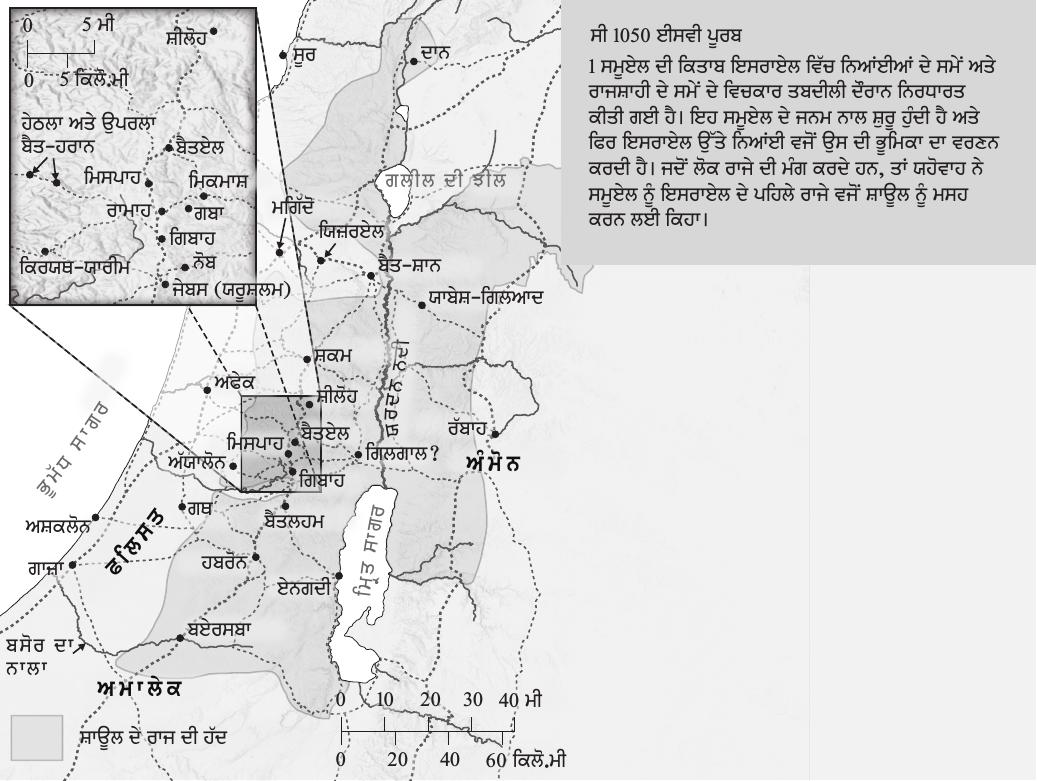 ਸੀ 1050 ਈਸਵੀ ਪੂਰਬ
1 ਸਮੂਏਲ ਦੀ ਕਿਤਾਬ ਇਸਰਾਏਲ ਵਿੱਚ ਨਿਆਂਈਆਂ ਦੇ ਸਮੇਂ ਅਤੇ
ਰਾਜਸ਼ਾਹੀ ਦੇ ਸਮੇਂ ਦੇ ਵਿਚਕਾਰ ਤਬਦੀਲੀ ਦੌਰਾਨ ਨਿਰਧਾਰਤ
ਕੀਤੀ ਗਈ ਹੈ। ਇਹ ਸਮੂਏਲ ਦੇ ਜਨਮ ਨਾਲ ਸ਼ੁਰੂ ਹੁੰਦੀ ਹੈ ਅਤੇ
ਫਿਰ ਇਸਰਾਏਲ ਉੱਤੇ ਨਿਆਂਈ ਵਜੋਂ ਉਸ ਦੀ ਭੂਮਿਕਾ ਦਾ ਵਰਣਨ
ਕਰਦੀ ਹੈ। ਜਦੋਂ ਲੋਕ ਰਾਜੇ ਦੀ ਮੰਗ ਕਰਦੇ ਹਨ, ਤਾਂ ਯਹੋਵਾਹ ਨੇ
ਸਮੂਏਲ ਨੂੰ ਇਸਰਾਏਲ ਦੇ ਪਹਿਲੇ ਰਾਜੇ ਵਜੋਂ ਸ਼ਾਊਲ ਨੂੰ ਮਸਹ
ਕਰਨ ਲਈ ਕਿਹਾ।
0 5 ਮੀ
0 5 ਕਿਲੋ.ਮੀ
ਸ਼ੀਲੋਹ
ਹੇਠਲਾ ਅਤੇ ਉਪਰਲਾ
ਬੈਤ-ਹਰਾਨ
ਬੈਤਏਲ
ਮਿਸਪਾਹ
ਮਿਕਮਾਸ਼
ਰਾਮਾਹ
ਗਬਾ
ਗਿਬਾਹ
ਕਿਰਯਥ-ਯਾਰੀਮ
ਨੋਬ
ਜੇਬਸ (ਯਰੂਸ਼ਲਮ)
ਸੂਰ
ਦਾਨ
ਗਲੀਲ ਦੀ ਝੀਲ
ਮਗਿੱਦੋ
ਯਿਜ਼ਰਏਲ
ਬੈਤ-ਸ਼ਾਨ
ਯਾਬੇਸ਼-ਗਿਲਆਦ
ਸ਼ਕਮ
ਯਰਦਨ ਨਦੀ
ਅਫੇਕ
ਸ਼ੀਲੋਹ
ਬੈਤਏਲ
ਮਿਸਪਾਹ
ਰੱਬਾਹ
ਗਿਲਗਾਲ?
ਅੰਮੋਨ
ਅੱਯਾਲੋਨ
ਗਿਬਾਹ
ਭੂਮੱਧ ਸਾਗਰ
ਗਥ
ਬੈਤਲਹਮ
ਅਸ਼ਕਲੋਨ
ਫਲਿਸਤ
ਮ੍ਰਿਤ ਸਾਗਰ
ਗਾਜ਼ਾ
ਹਬਰੋਨ
ਏਨਗਦੀ
ਬਏਰਸਬਾ
ਬਸੋਰ ਦਾ
ਨਾਲਾ
ਅਮਾਲੇਕ
ਸ਼ਾਊਲ ਦੇ ਰਾਜ ਦੀ ਹੱਦ
0 10 20 30 40 ਮੀ
0 20 40 60 ਕਿਲੋ.ਮੀ